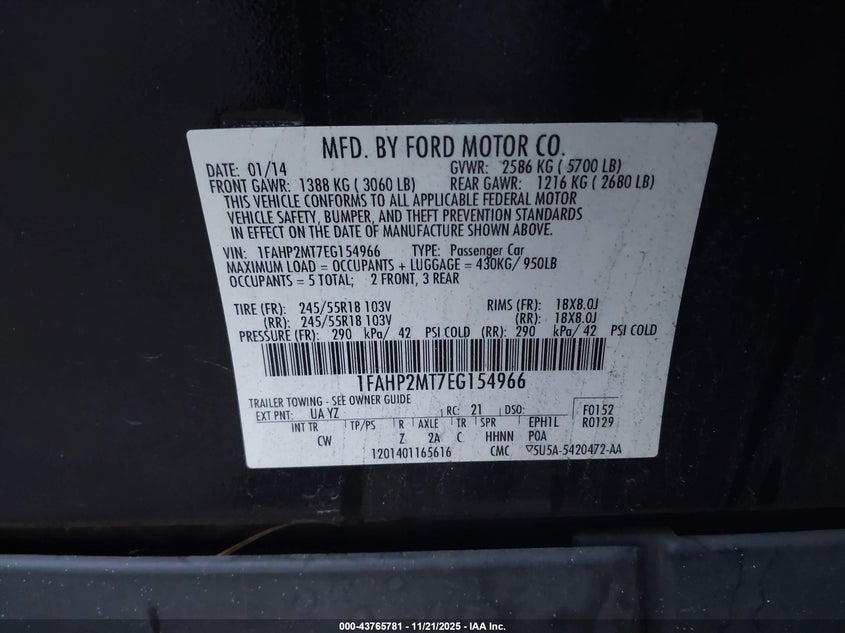 MFD. BY FORD MOTOR CO.
DATE: 01/14 GVWR: 2586 KG ( 5700 LB)
FRONT GAWR: 1388 KG ( 3060 LB) REAR GAWR: 1216 KG ( 2680 LB)
THIS VEHICLE CONFORMS TO ALL APPLICABLE FEDERAL MOTOR
VEHICLE SAFETY, BUMPER, AND THEFT PREVENTION STANDARDS
IN EFFECT ON THE DATE OF MANUFACTURE SHOWN ABOVE.
VIN: 1FAHP2MT7EG154966 TYPE: Passenger Car
MAXIMUM LOAD = OCCUPANTS + LUGGAGE = 430KG/ 950LB
OCCUPANTS = 5 TOTAL; 2 FRONT, 3 REAR
TIRE (FR): 245/55R18 103V RIMS (FR): 18X8.0J
(RR): 245/55R18 103V (RR): 18X8.0J
PRESSURE (FR): 290 kPa/ 42 PSI COLD (RR): 290 kPa/ 42 PSI COLD
1FAHP2MT7EG154966
TRAILER TOWING - SEE OWNER GUIDE
EXT PNT: UA YZ RC: 21 DSO: F0152
INT TR TP/PS R AXLE TR SPR EPH1L R0129
CW Z 2A C HHNN P0A
1201401165616 CMC ▽5U5A-5420472-AA
000-43765781 - 11/21/2025 - IAA Inc.